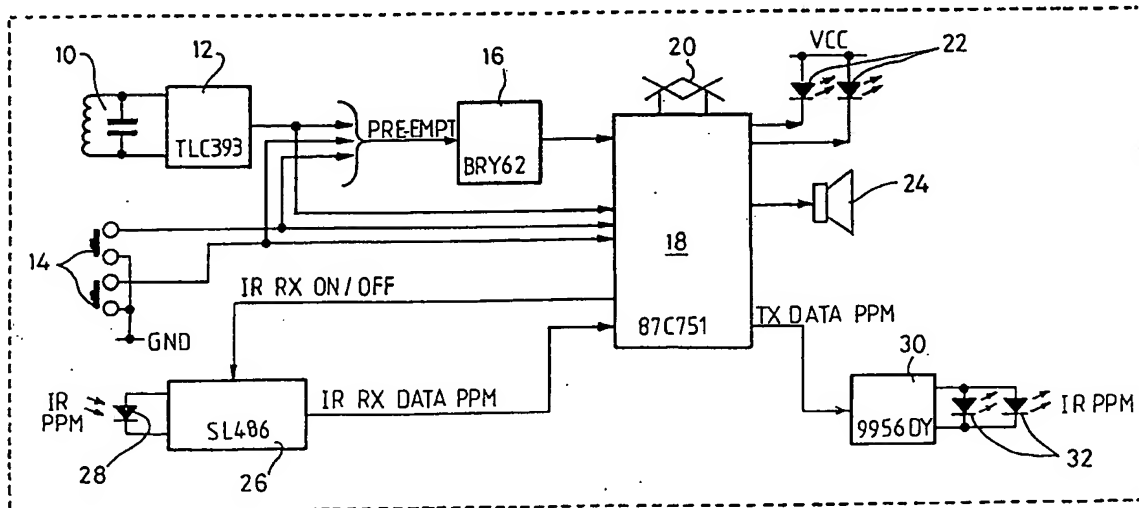 10
12
TLC393
PRE-EMPT
16
BRY62
20
VCC
22
18
87C751
24
14
GND
IR RX ON/OFF
IR RX DATA PPM
TX DATA PPM
IR PPM
28
SL486
26
30
9956DY
IR PPM
32